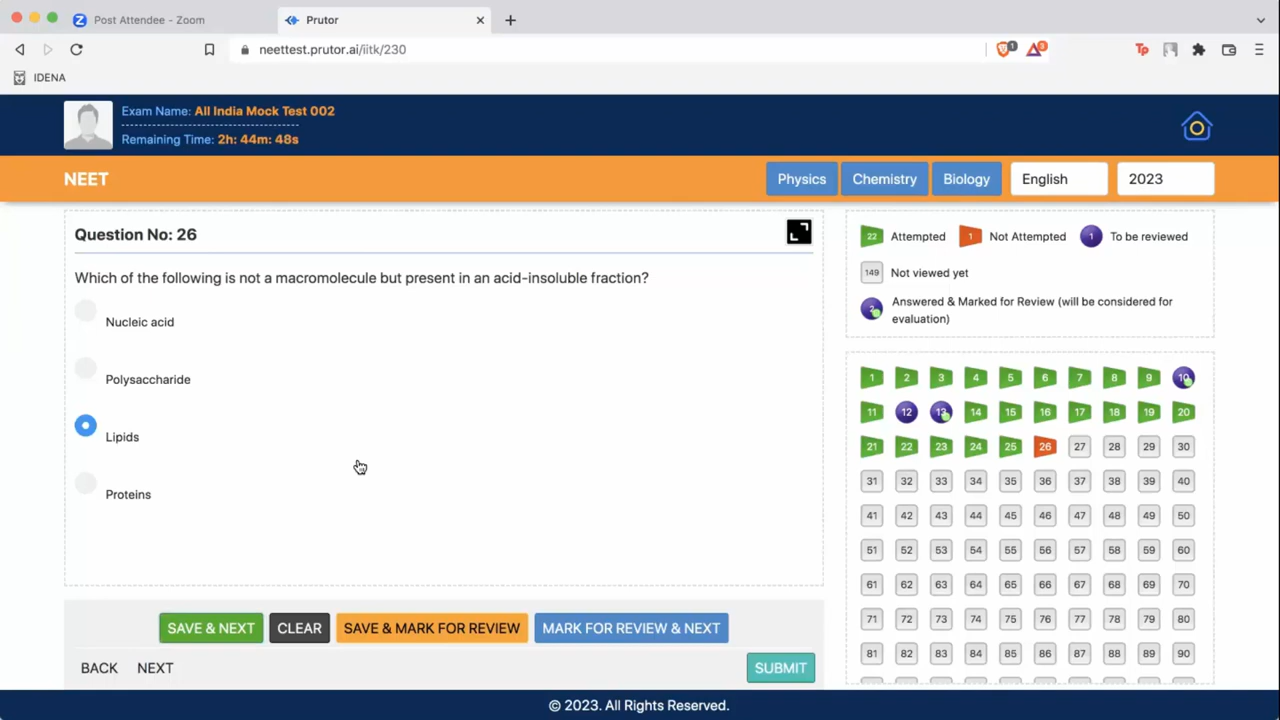 Post Attendee - Zoom
Prutor
neettest.prutor.ai/iitk/230
1
3
Tp
IDENA
Exam Name: All India Mock Test 002
Remaining Time: 2h: 44m: 48s
NEET
Physics
Chemistry
Biology
English
2023
Question No: 26
Which of the following is not a macromolecule but present in an acid-insoluble fraction?
Nucleic acid
Polysaccharide
Lipids
Proteins
SAVE & NEXT
CLEAR
SAVE & MARK FOR REVIEW
MARK FOR REVIEW & NEXT
BACK
NEXT
SUBMIT
22 Attempted
1 Not Attempted
1 To be reviewed
149 Not viewed yet
2 Answered & Marked for Review (will be considered for
evaluation)
1 2 3 4 5 6 7 8 9 10
11 12 13 14 15 16 17 18 19 20
21 22 23 24 25 26 27 28 29 30
31 32 33 34 35 36 37 38 39 40
41 42 43 44 45 46 47 48 49 50
51 52 53 54 55 56 57 58 59 60
61 62 63 64 65 66 67 68 69 70
71 72 73 74 75 76 77 78 79 80
81 82 83 84 85 86 87 88 89 90
© 2023. All Rights Reserved.